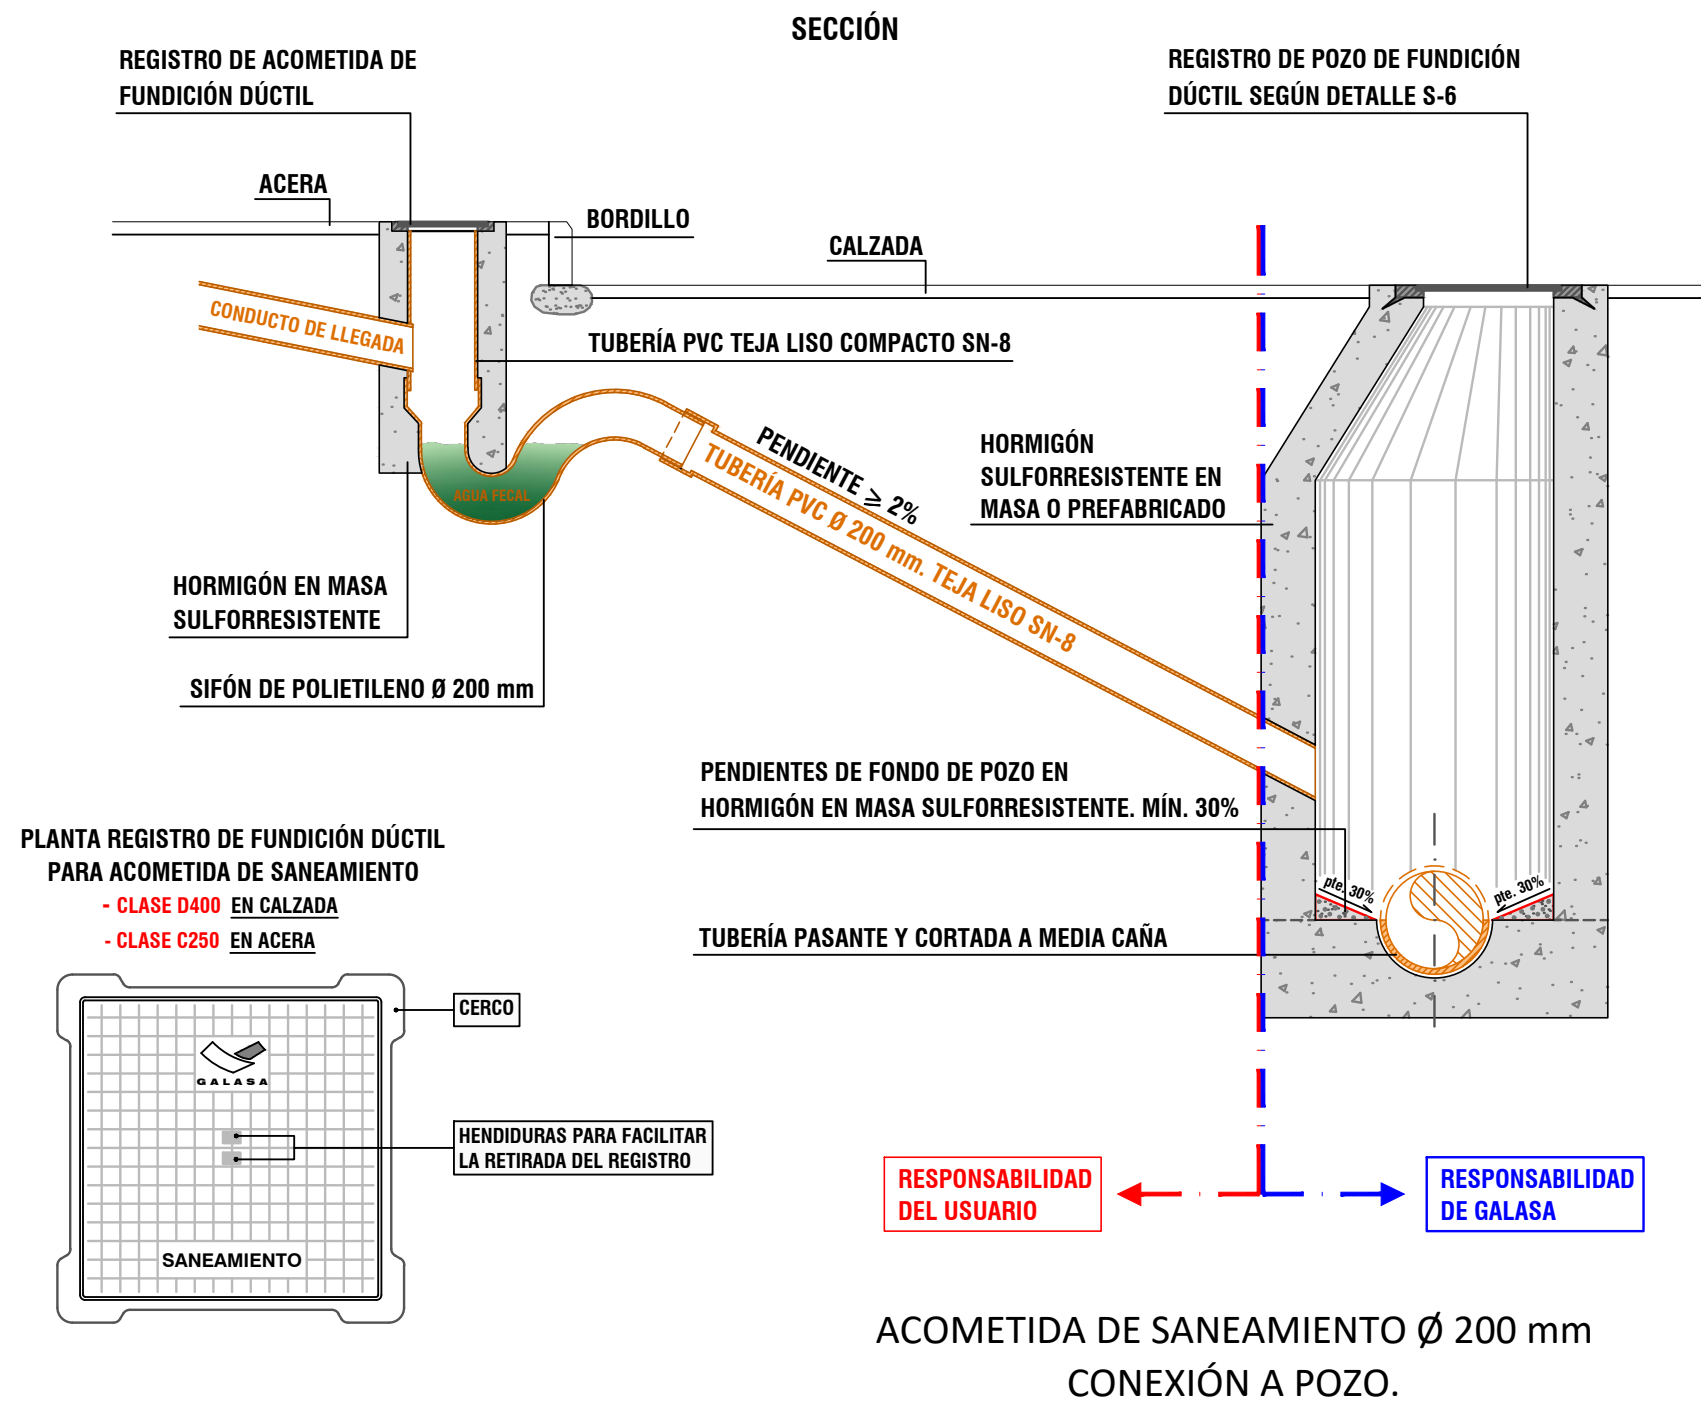 SECCIÓN
REGISTRO DE ACOMETIDA DE
FUNDICIÓN DÚCTIL
REGISTRO DE POZO DE FUNDICIÓN
DÚCTIL SEGÚN DETALLE S-6
ACERA
BORDILLO
CALZADA
CONDUCTO DE LLEGADA
TUBERÍA PVC TEJA LISO COMPACTO SN-8
PENDIENTE ≥ 2%
TUBERÍA PVC Ø 200 mm. TEJA LISO SN-8
HORMIGÓN
SULFORRESISTENTE EN
MASA O PREFABRICADO
AGUA FECAL
HORMIGÓN EN MASA
SULFORRESISTENTE
SIFÓN DE POLIETILENO Ø 200 mm
PENDIENTES DE FONDO DE POZO EN
HORMIGÓN EN MASA SULFORRESISTENTE. MÍN. 30%
pte. 30%
pte. 30%
TUBERÍA PASANTE Y CORTADA A MEDIA CAÑA
PLANTA REGISTRO DE FUNDICIÓN DÚCTIL
PARA ACOMETIDA DE SANEAMIENTO
- CLASE D400 EN CALZADA
- CLASE C250 EN ACERA
CERCO
GALASA
HENDIDURAS PARA FACILITAR
LA RETIRADA DEL REGISTRO
SANEAMIENTO
RESPONSABILIDAD
DEL USUARIO
RESPONSABILIDAD
DE GALASA
ACOMETIDA DE SANEAMIENTO Ø 200 mm
CONEXIÓN A POZO.